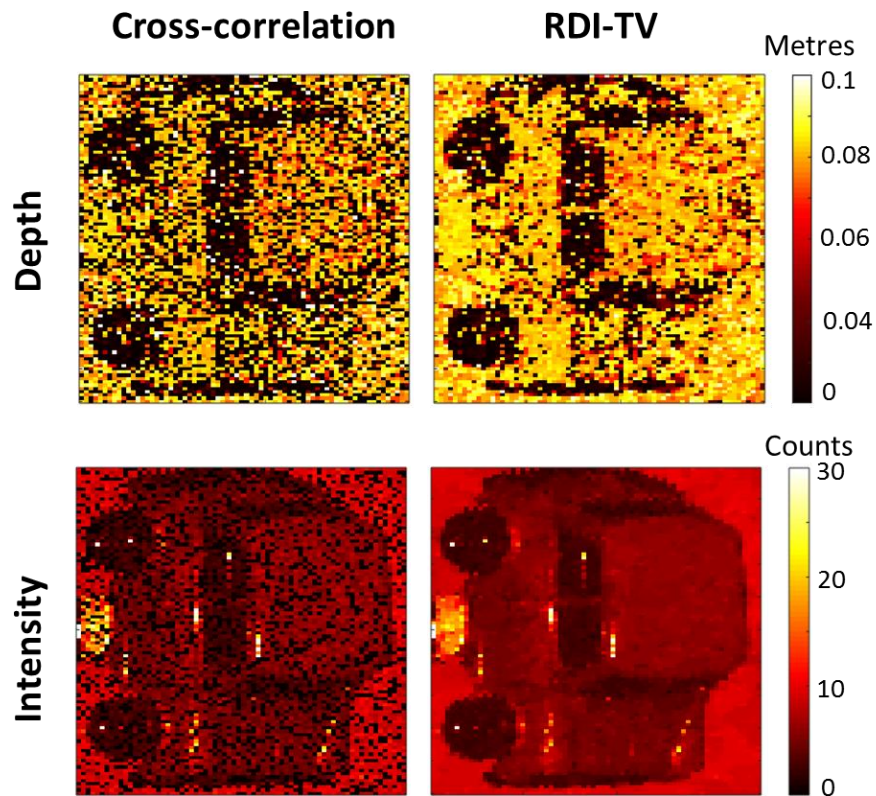 Cross-correlation RDI-TV
Metres
Depth
0.1
0.08
0.06
0.04
0
Counts
Intensity
30
20
10
0